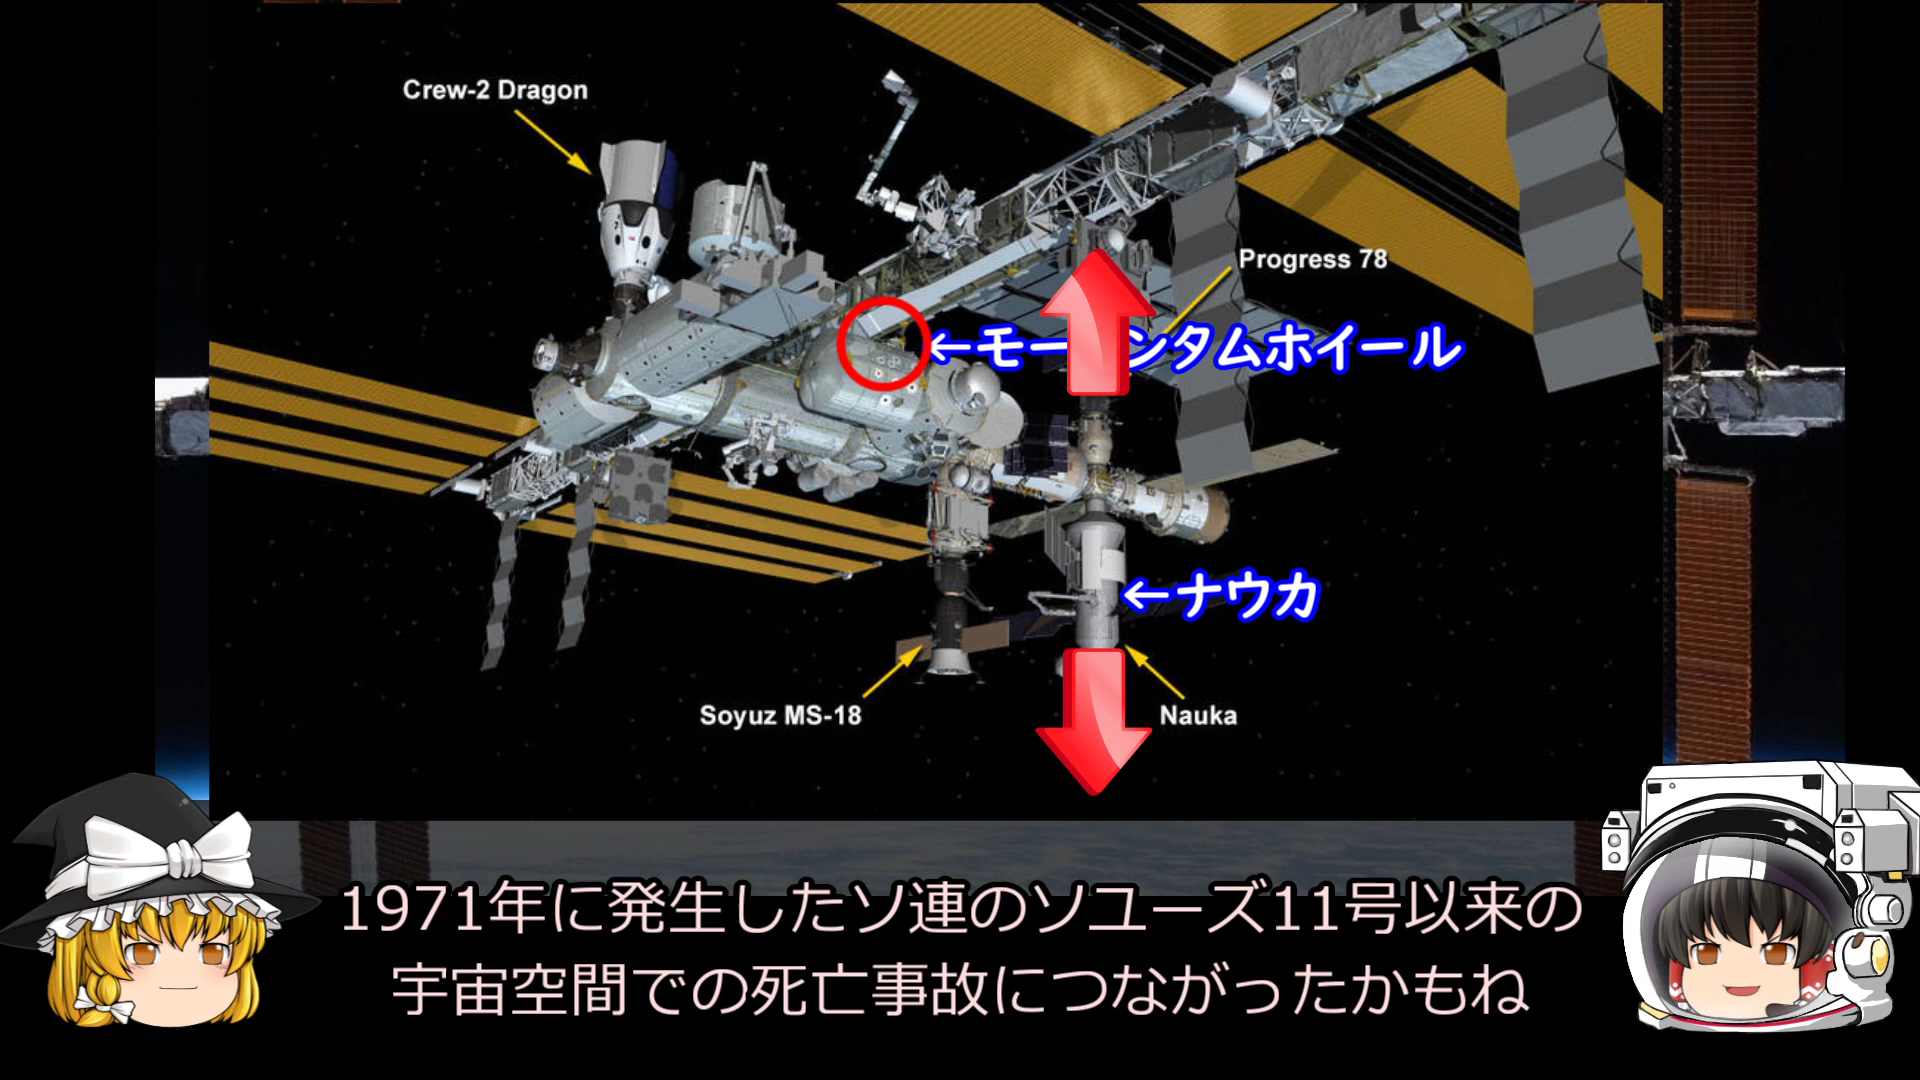 Crew-2 Dragon
Progress 78
←モー ンタムホイール
←ナウカ
Soyuz MS-18
Nauka
1971年に発生したソ連のソユーズ11号以来の
宇宙空間での死亡事故につながったかもね